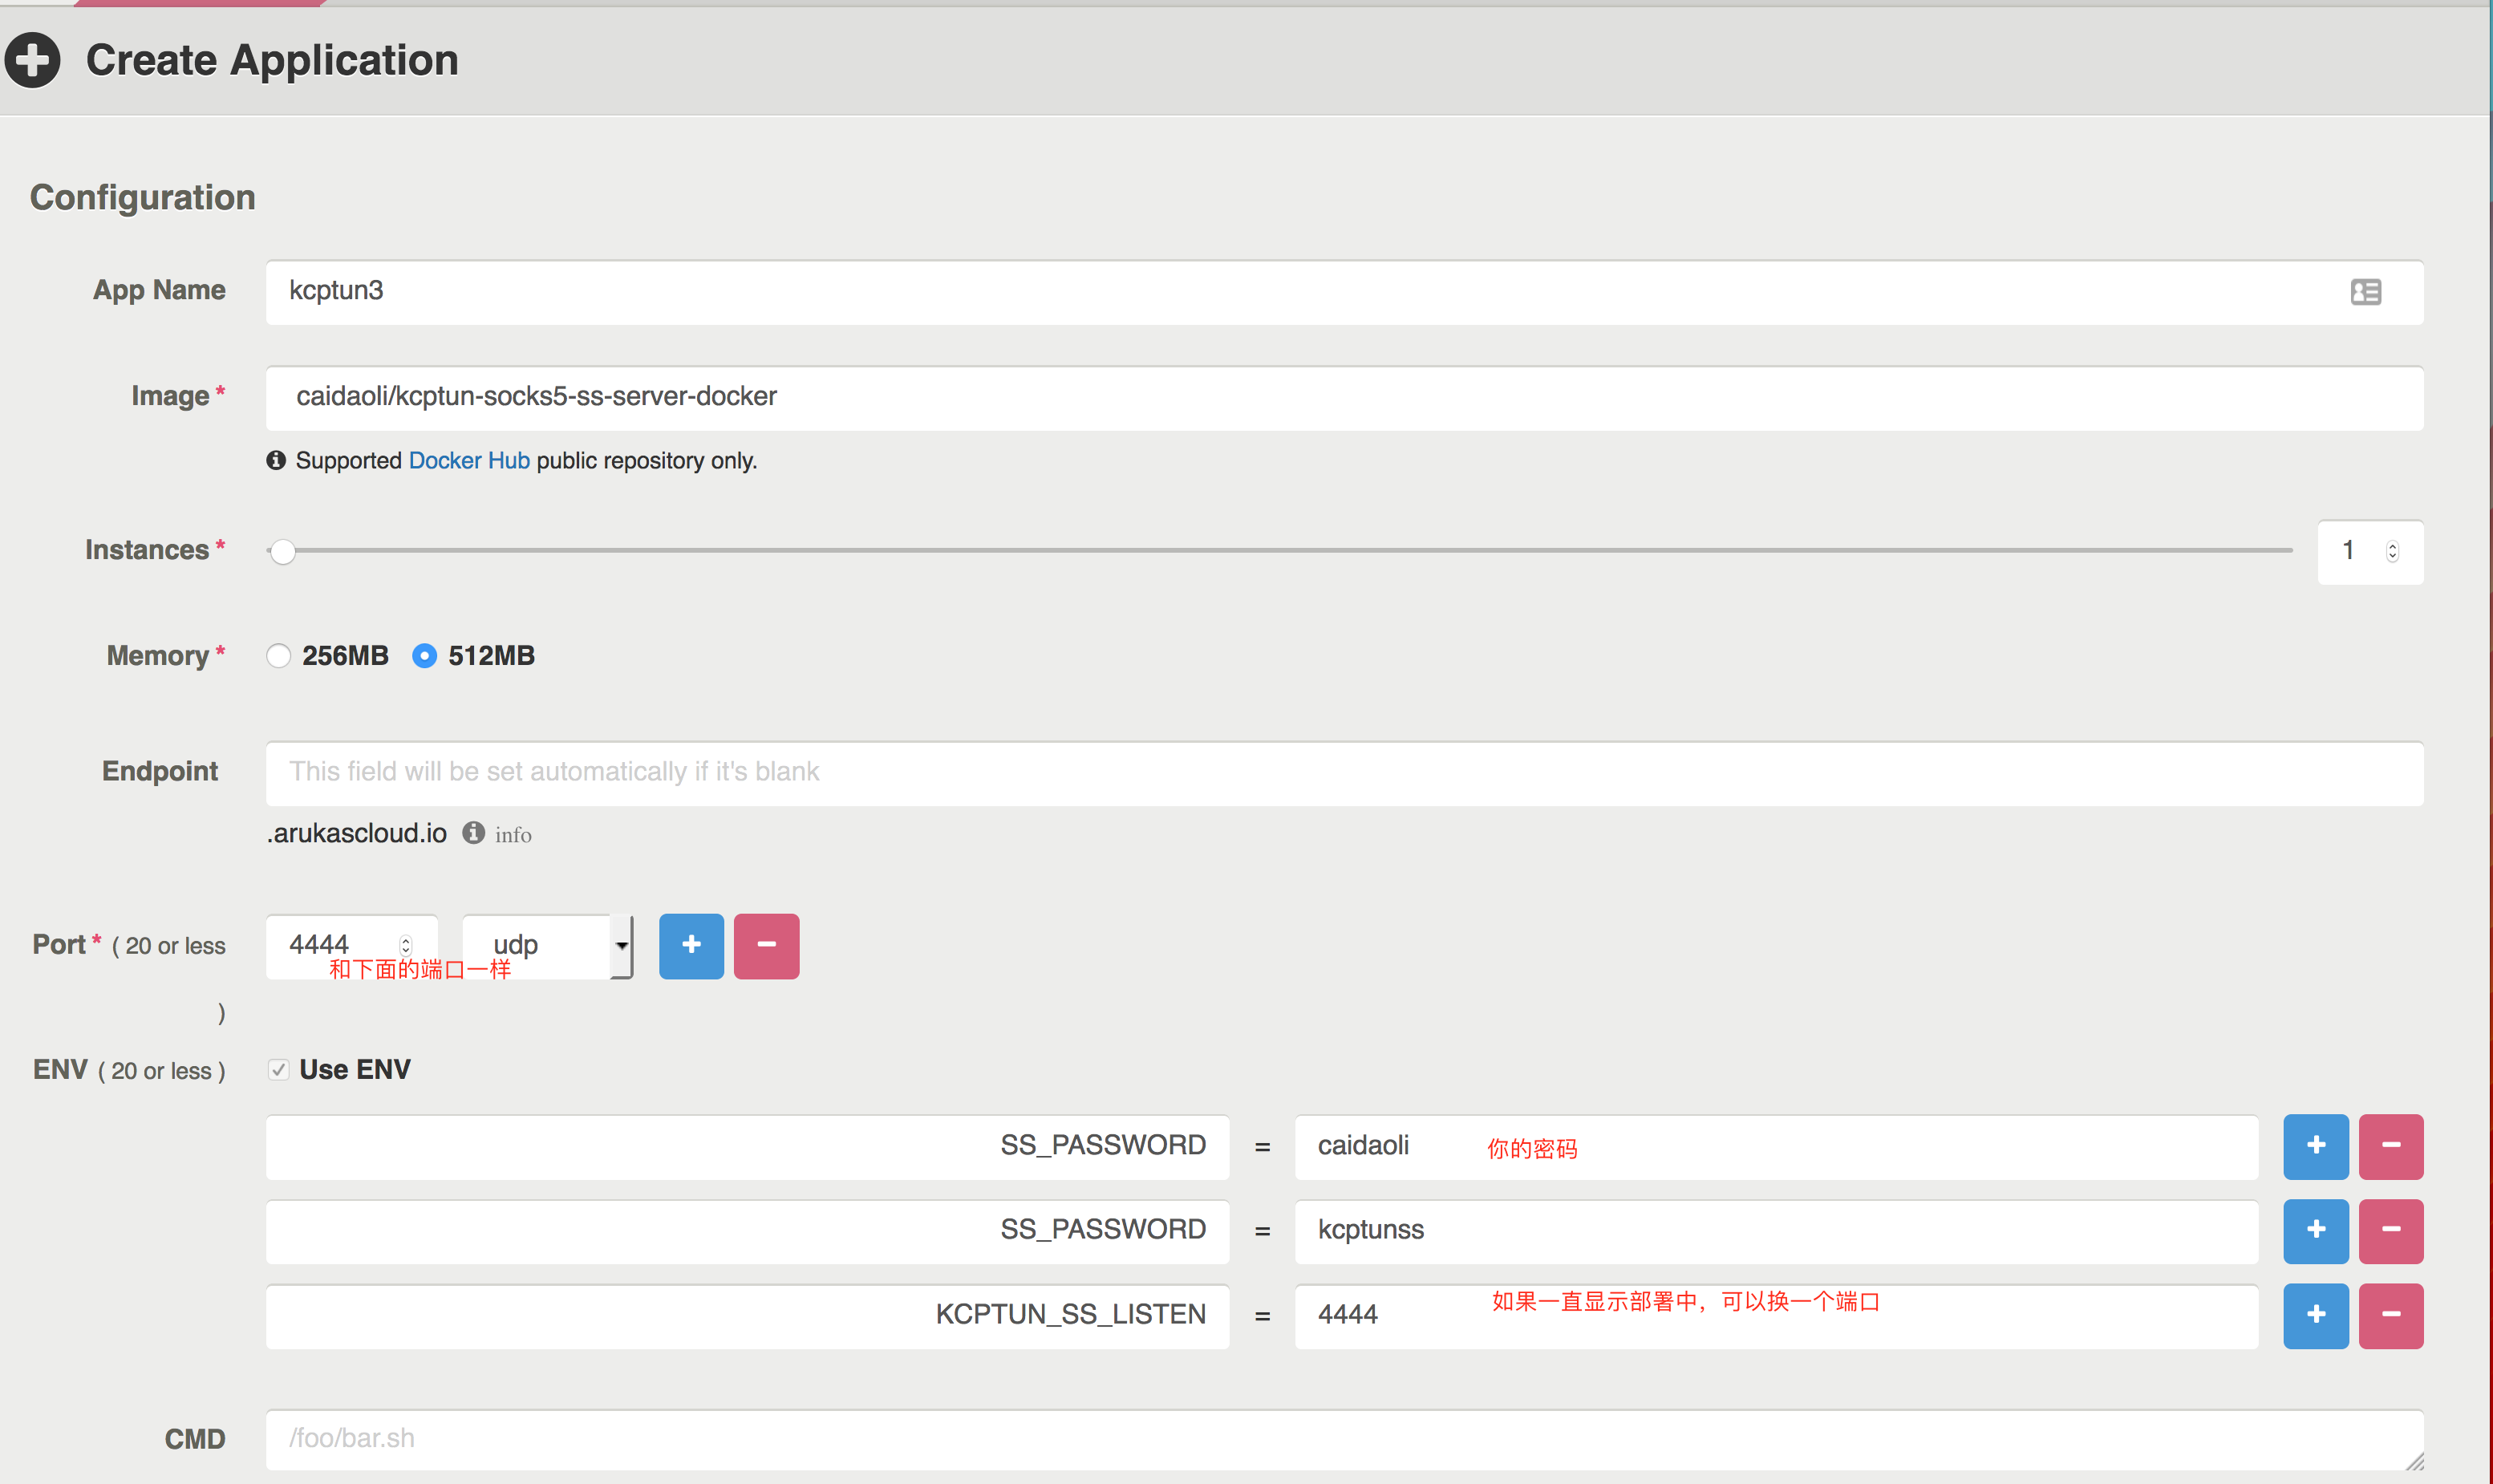 Create Application
Configuration
App Name kcptun3
Image * caidaoli/kcptun-socks5-ss-server-docker
Supported Docker Hub public repository only.
Instances * 1
Memory * 256MB 512MB
Endpoint This field will be set automatically if it's blank
.arukascloud.io info
Port * ( 20 or less 4444 udp
和下面的端口一样
)
ENV ( 20 or less ) Use ENV
SS_PASSWORD = caidaoli 你的密码
SS_PASSWORD = kcptunss
KCPTUN_SS_LISTEN = 4444 如果一直显示部署中，可以换一个端口
CMD /foo/bar.sh